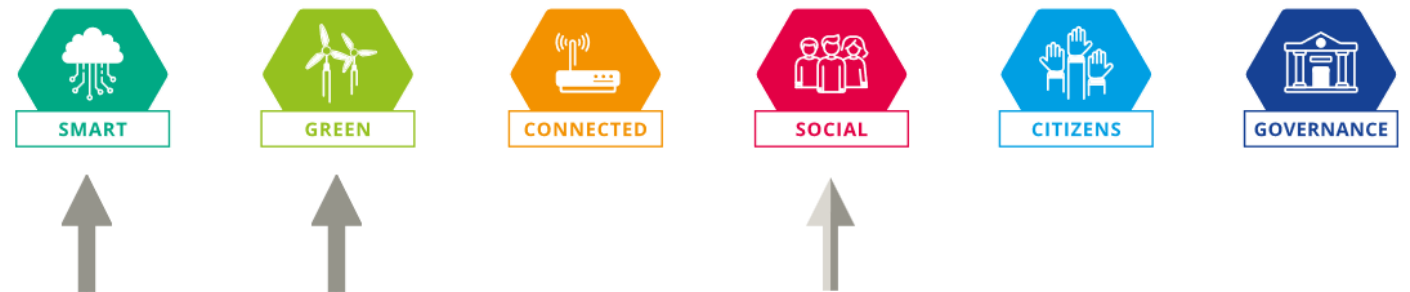 SMART
GREEN
CONNECTED
SOCIAL
CITIZENS
GOVERNANCE